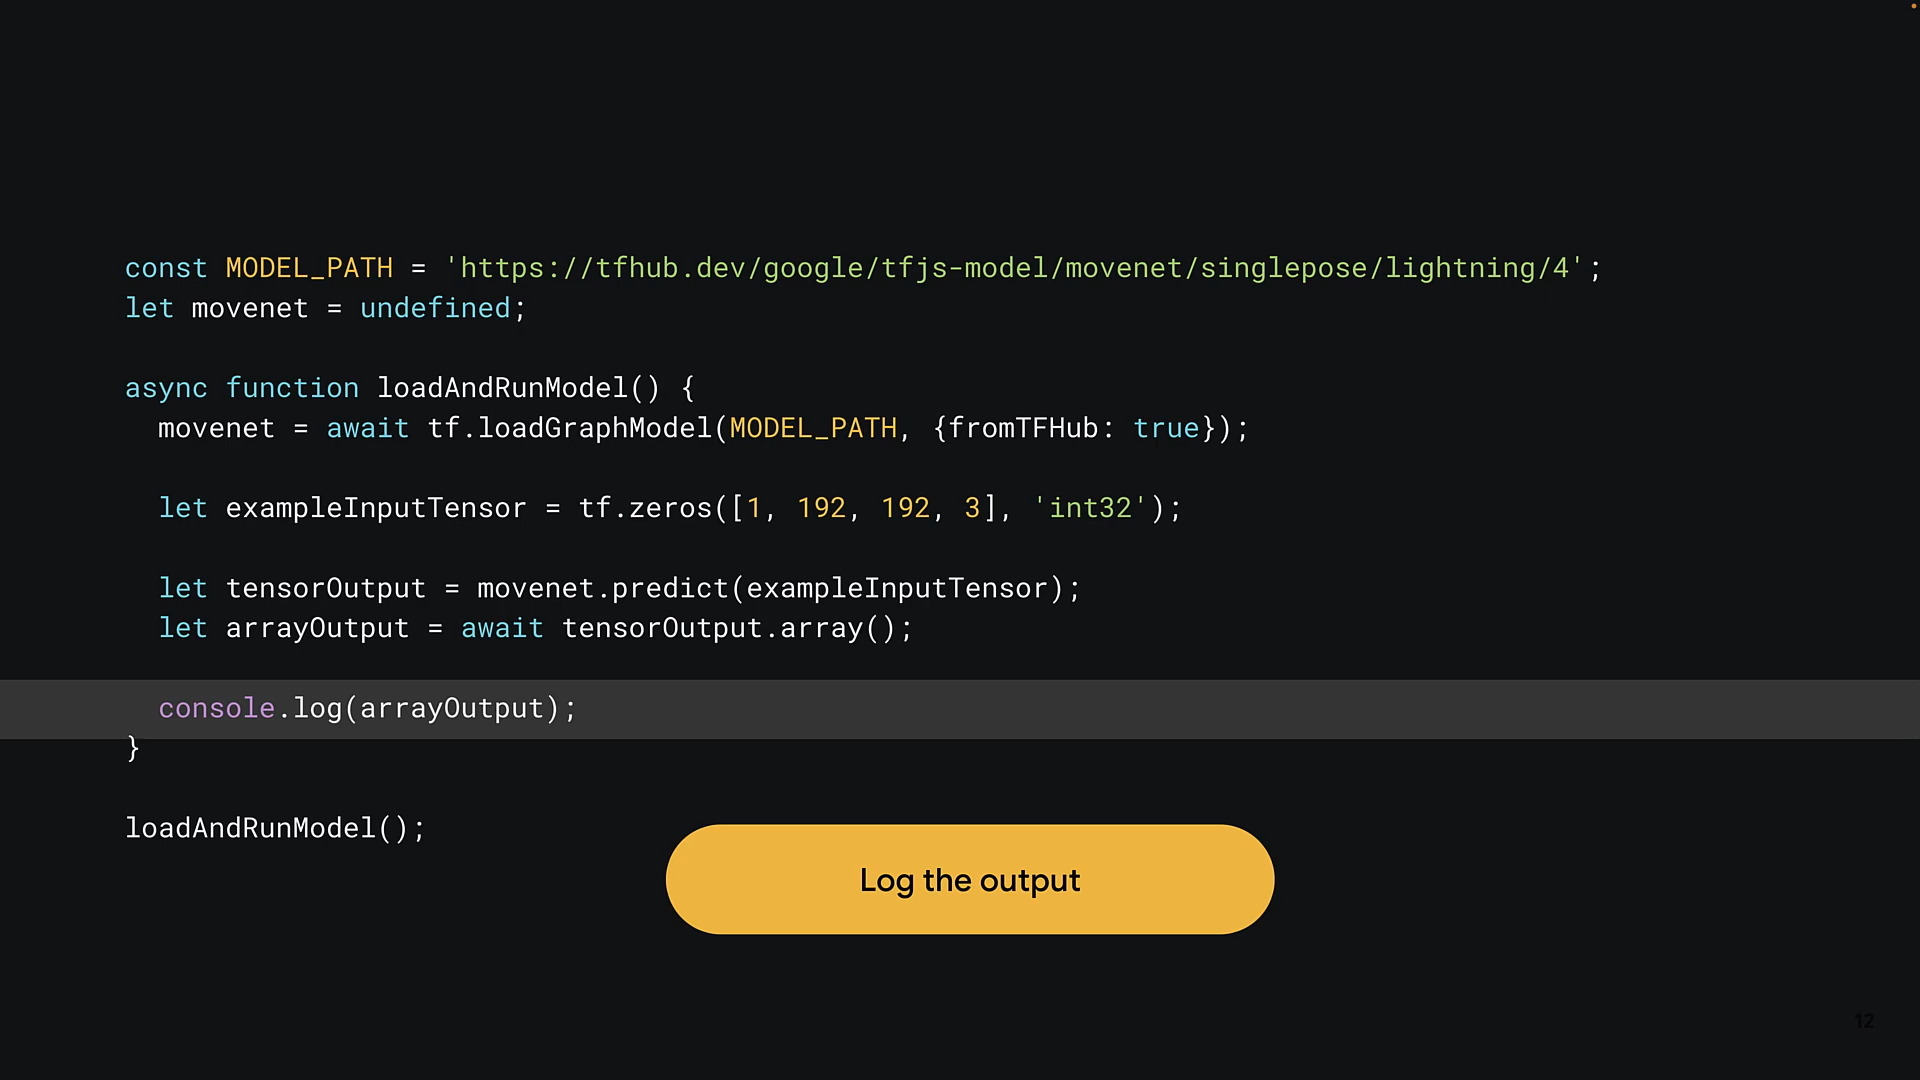 const MODEL_PATH = 'https://tfhub.dev/google/tfjs-model/movenet/singlepose/lightning/4';
let movenet = undefined;
async function loadAndRunModel() {
movenet = await tf.loadGraphModel(MODEL_PATH, {fromTFHub: true});
let exampleInputTensor = tf.zeros([1, 192, 192, 3], 'int32');
let tensorOutput = movenet.predict(exampleInputTensor);
let arrayOutput = await tensorOutput.array();
console.log(arrayOutput);
}
loadAndRunModel();
Log the output
12